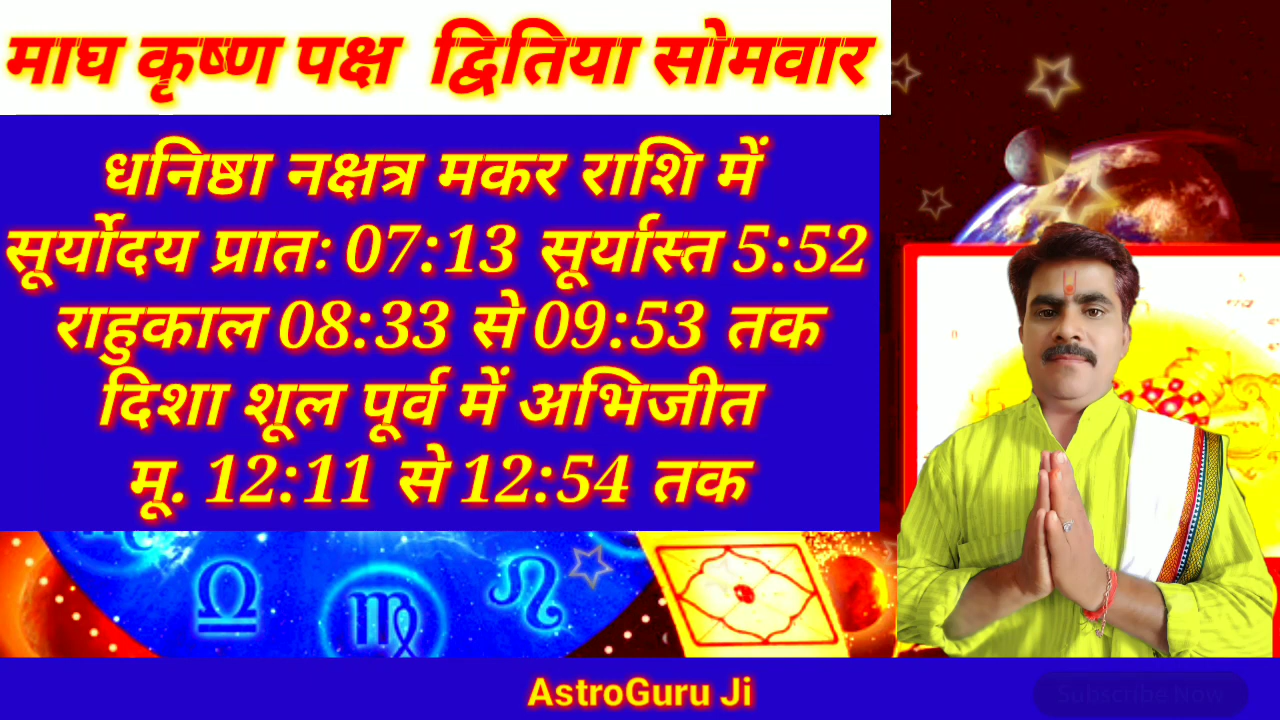 माघ कृष्ण पक्ष द्वितिया सोमवार
धनिष्ठा नक्षत्र मकर राशि में
सूर्योदय प्रातः 07:13 सूर्यास्त 5:52
राहुकाल 08:33 से 09:53 तक
दिशा शूल पूर्व में अभिजीत
मू. 12:11 से 12:54 तक
AstroGuru Ji
Subscribe Now